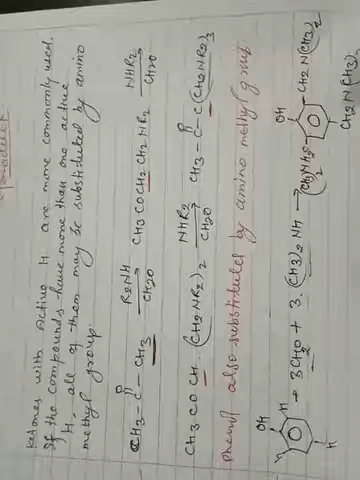 Ketones with active H are more commonly used.
If the compounds have more than one active
H, all of them may be substituted by amino
methyl group.
CH3 - C(=O) - CH3 R2NH → CH2O CH3COCH2CH2NR2 NHR2 → CH2O
CH3COCH(CH2NR2)2 NHR2 → CH2O CH3 - C(=O) - C(CH2NR2)3
Phenyl also substituted by amino methyl group.
OH H H H + 3CH2O + 3.(CH3)2NH → OH CH2N(CH3)2
CH2N(CH3)2